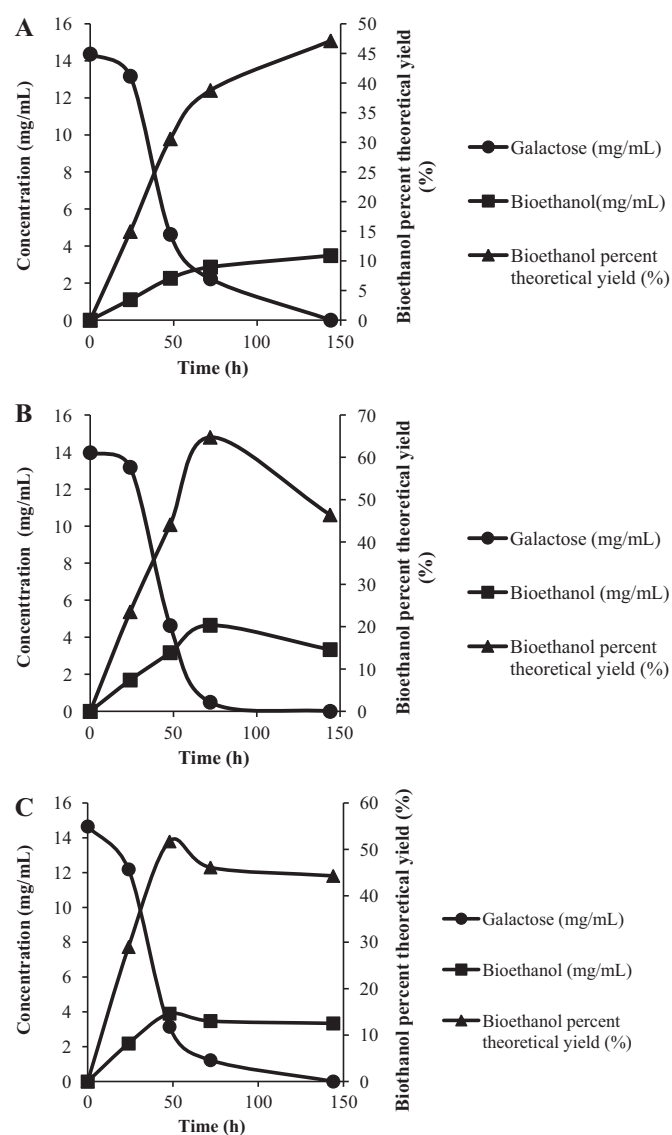 A
16
14
12
10
8
6
4
2
0
Concentration (mg/mL)
0 50 100 150
Time (h)
50
45
40
35
30
25
20
15
10
5
0
Bioethanol percent theoretical yield
(%)
Galactose (mg/mL)
Bioethanol(mg/mL)
Bioethanol percent
theoretical yield (%)
B
16
14
12
10
8
6
4
2
0
Concenttration (mg/mL)
0 50 100 150
Time (h)
70
60
50
40
30
20
10
0
Bioethanol percent theoretical yield
(%)
Galactose (mg/mL)
Bioethanol (mg/mL)
Bioethanol percent
theoretical yield (%)
C
16
14
12
10
8
6
4
2
0
Concentration (mg/mL)
0 50 100 150
Time (h)
60
50
40
30
20
10
0
Biothanol percent theoretical yield (%)
Galactose (mg/mL)
Bioethanol (mg/mL)
Bioethanol percent
theoretical yield (%)